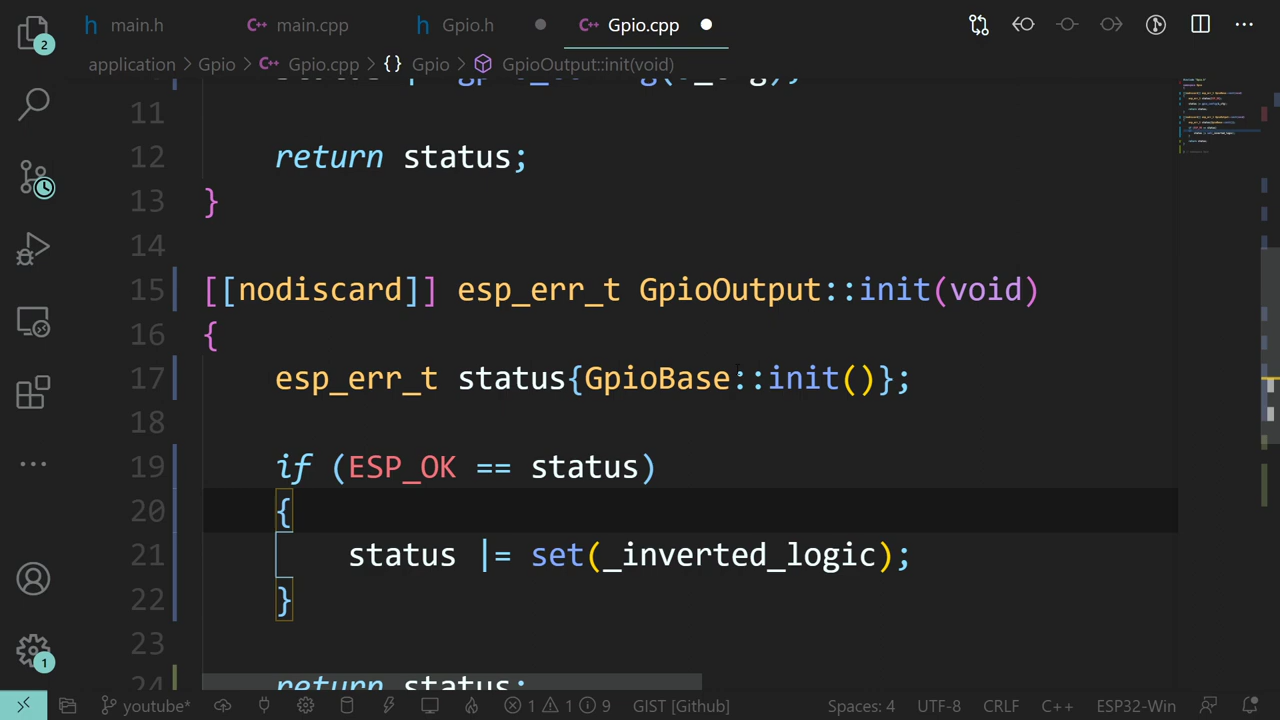 main.h main.cpp Gpio.h Gpio.cpp
application > Gpio > Gpio.cpp > {} Gpio > GpioOutput::init(void)
11
12 return status;
13 }
14
15 [[nodiscard]] esp_err_t GpioOutput::init(void)
16 {
17 esp_err_t status{GpioBase::init()};
18
19 if (ESP_OK == status)
20 {
21 status |= set(_inverted_logic);
22 }
23
24 return status;
2
1
youtube* 1 1 9 GIST [Github] Spaces: 4 UTF-8 CRLF C++ ESP32-Win